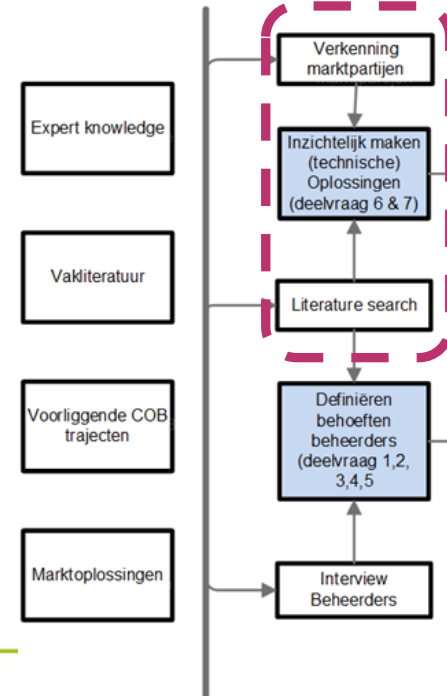 Expert knowledge
Vakliteratuur
Voorliggende COB
trajecten
Marktoplossingen
Verkenning
marktpartijen
Inzichtelijk maken
(technische)
Oplossingen
(deelvraag 6 & 7)
Literature search
Definiëren
behoeften
beheerders
(deelvraag 1,2,
3,4,5
Interview
Beheerders